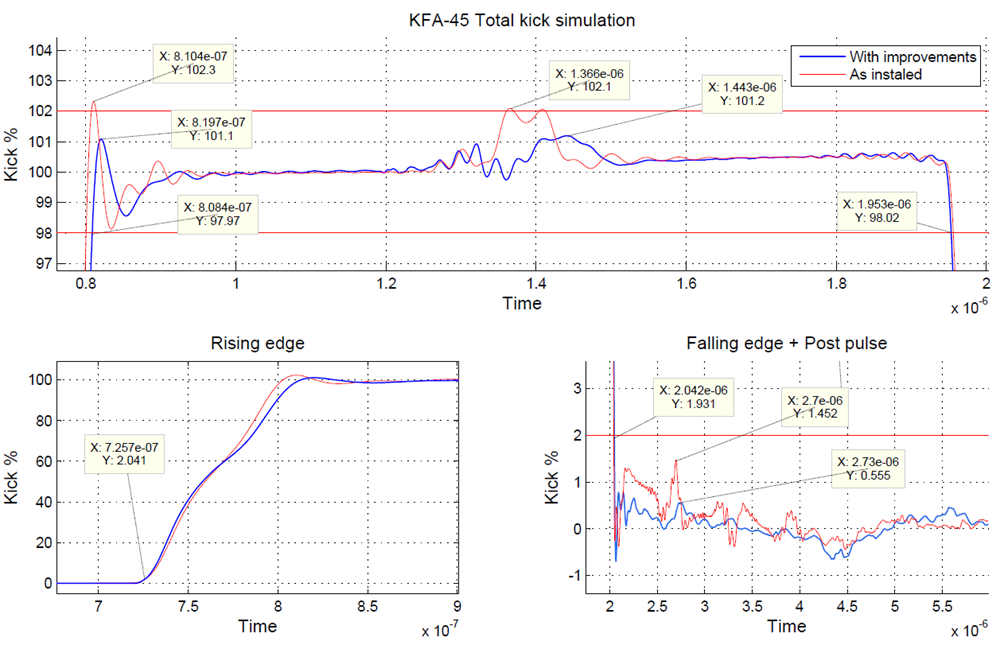 KFA-45 Total kick simulation
Kick %
104
103
102
101
100
99
98
97
X: 8.104e-07
Y: 102.3
X: 8.197e-07
Y: 101.1
X: 8.084e-07
Y: 97.97
X: 1.366e-06
Y: 102.1
X: 1.443e-06
Y: 101.2
X: 1.953e-06
Y: 98.02
With improvements
As instaled
0.8 1 1.2 1.4 1.6 1.8 2
Time
x 10⁻⁶
Rising edge
Kick %
100
80
60
40
20
0
X: 7.257e-07
Y: 2.041
7 7.5 8 8.5 9
Time
x 10⁻⁷
Falling edge + Post pulse
Kick %
3
2
1
0
-1
X: 2.042e-06
Y: 1.931
X: 2.7e-06
Y: 1.452
X: 2.73e-06
Y: 0.555
2 2.5 3 3.5 4 4.5 5 5.5
Time
x 10⁻⁶